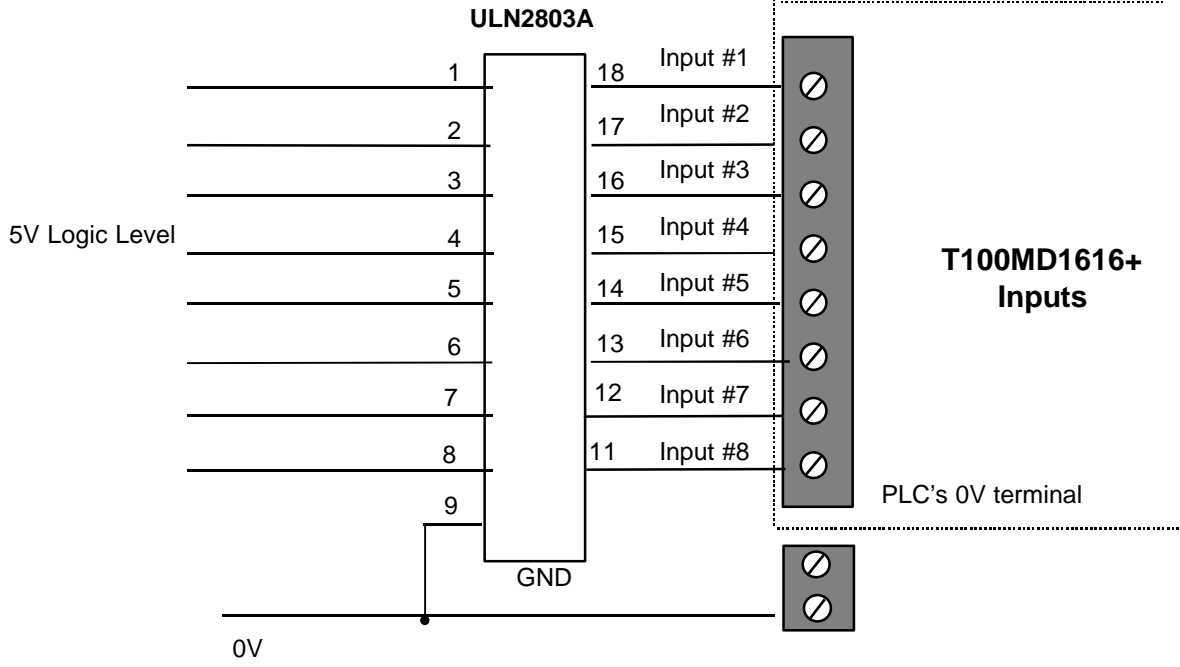 ULN2803A
1
18
Input #1
2
17
Input #2
3
16
Input #3
5V Logic Level
4
15
Input #4
T100MD1616+
Inputs
5
14
Input #5
6
13
Input #6
7
12
Input #7
8
11
Input #8
PLC's 0V terminal
9
GND
0V